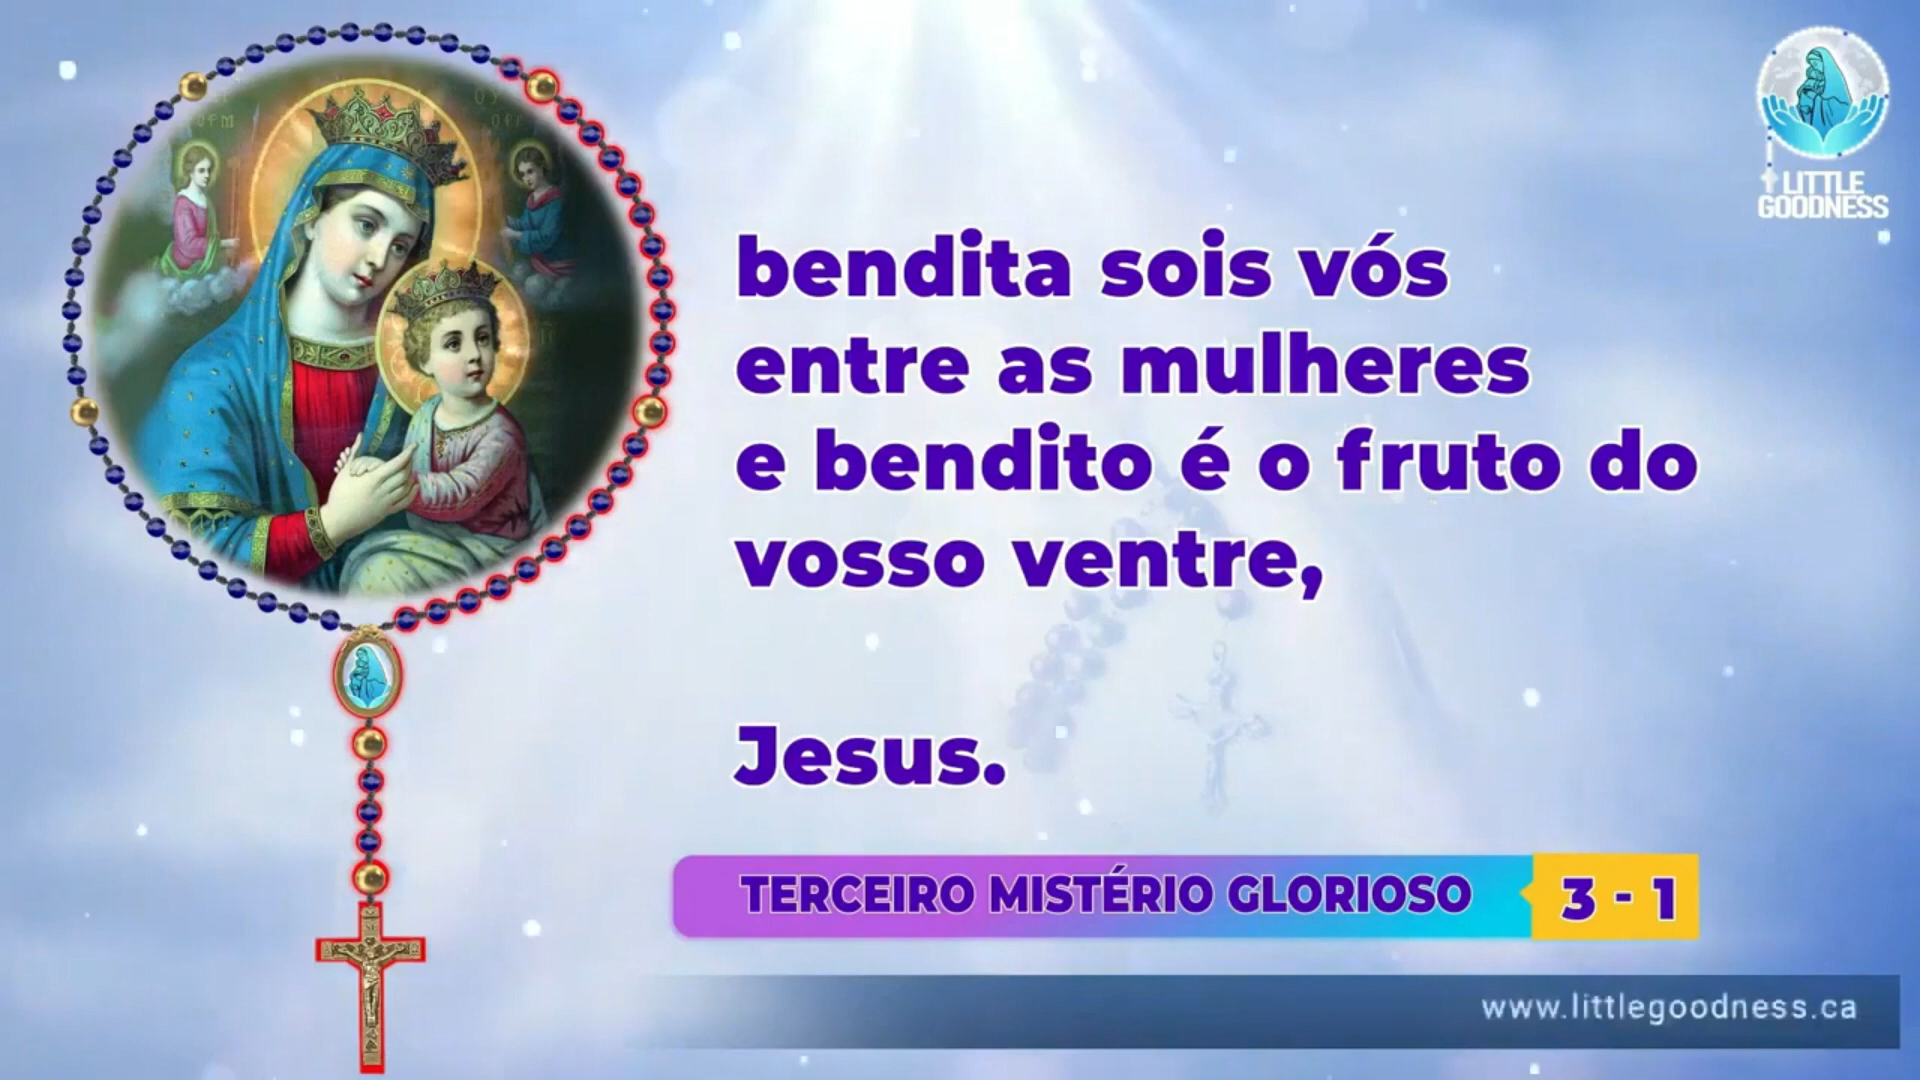 bendita sois vós
entre as mulheres
e bendito é o fruto do
vosso ventre,
Jesus.
TERCEIRO MISTÉRIO GLORIOSO
3 - 1
www.littlegoodness.ca
LITTLE
GOODNESS